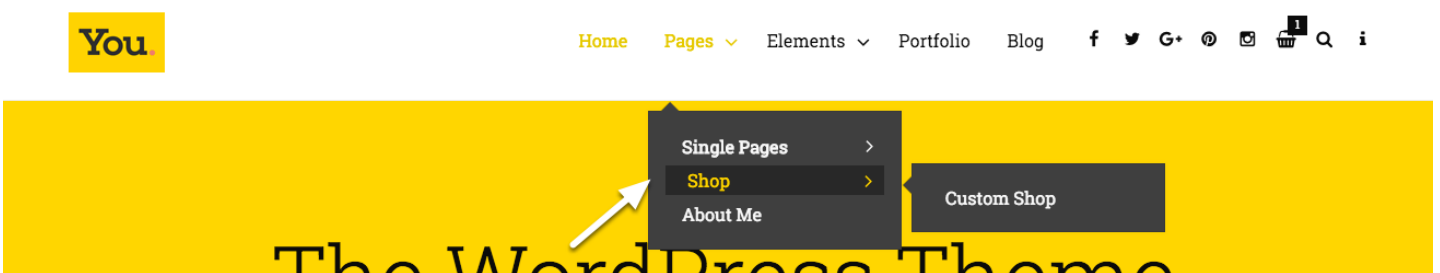 You.
Home Pages Elements Portfolio Blog f G+ 1 i
Single Pages
Shop
Custom Shop
About Me
The WordPress Theme